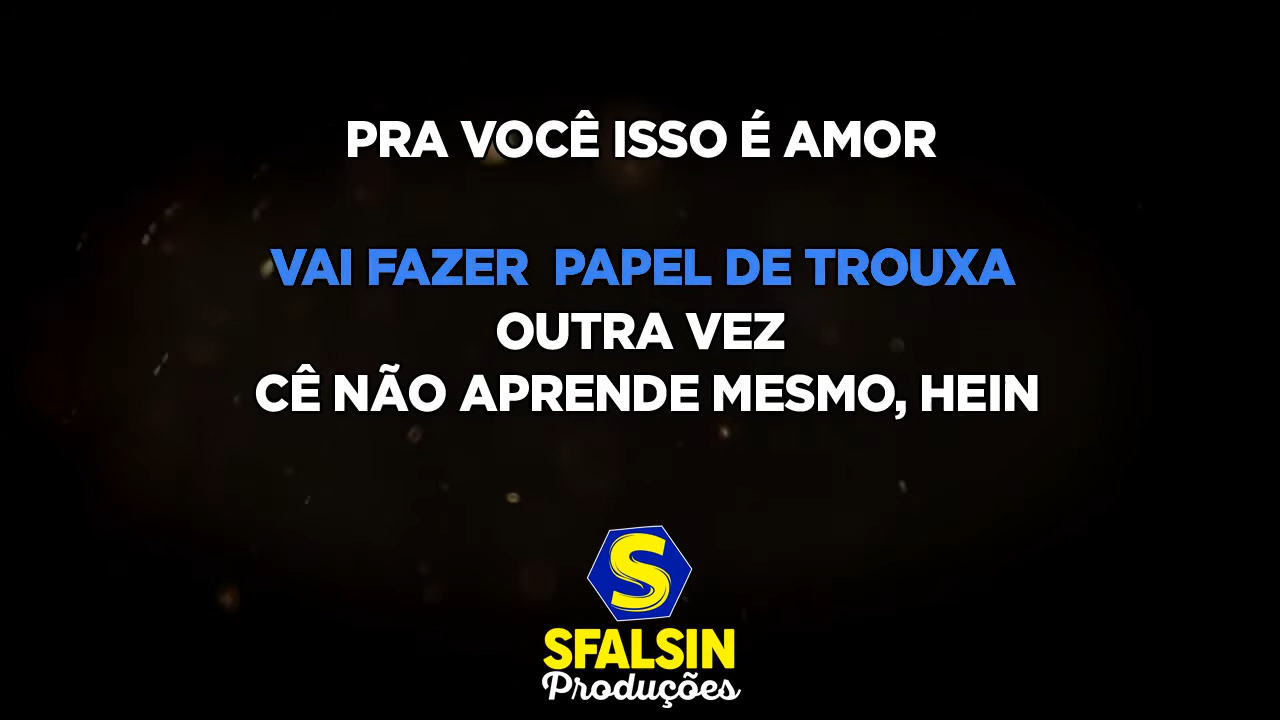 PRA VOCÊ ISSO É AMOR
VAI FAZER  PAPEL DE TROUXA
OUTRA VEZ
CÊ NÃO APRENDE MESMO, HEIN
S
SFALSIN
Produções